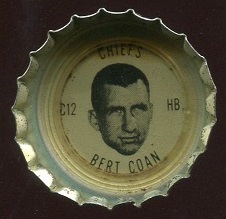 CHIEFS
C12 HB
BERT COAN